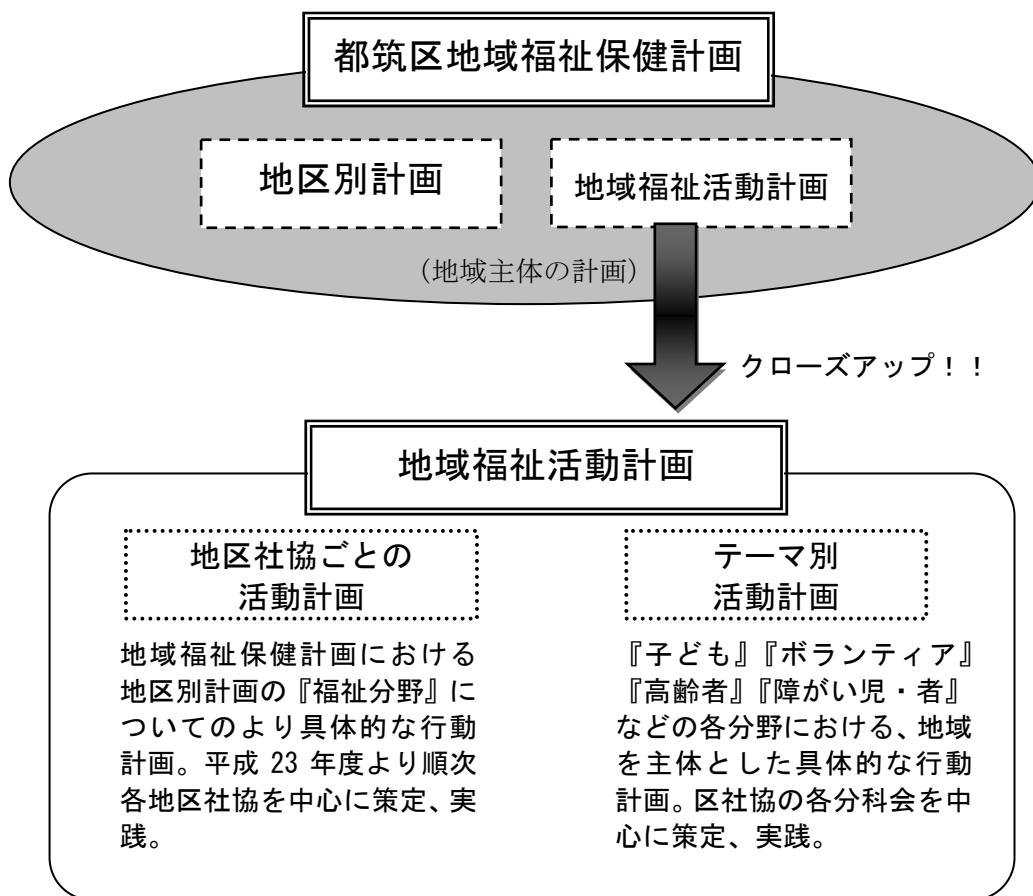 都筑区地域福祉保健計画
地区別計画
地域福祉活動計画
（地域主体の計画）
クローズアップ！！
地域福祉活動計画
地区社協ごとの
活動計画
地域福祉保健計画における
地区別計画の『福祉分野』に
ついてのより具体的な行動
計画。平成 23 年度より順次
各地区社協を中心に策定、実
践。
テーマ別
活動計画
『子ども』『ボランティア』
『高齢者』『障がい児・者』
などの各分野における、地域
を主体とした具体的な行動
計画。区社協の各分科会を中
心に策定、実践。